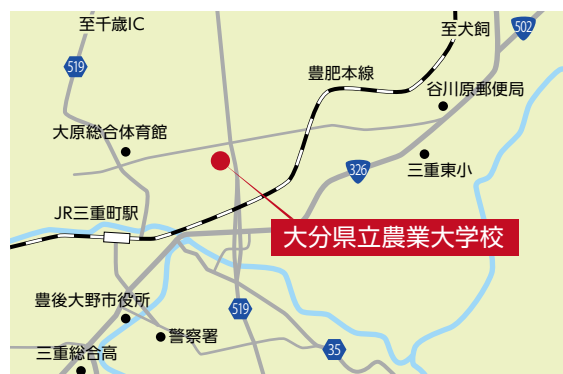 至千歳IC
至犬飼
502
519
豊肥本線
谷川原郵便局
大原総合体育館
326
三重東小
JR三重町駅
大分県立農業大学校
豊後大野市役所
519
警察署
35
三重総合高